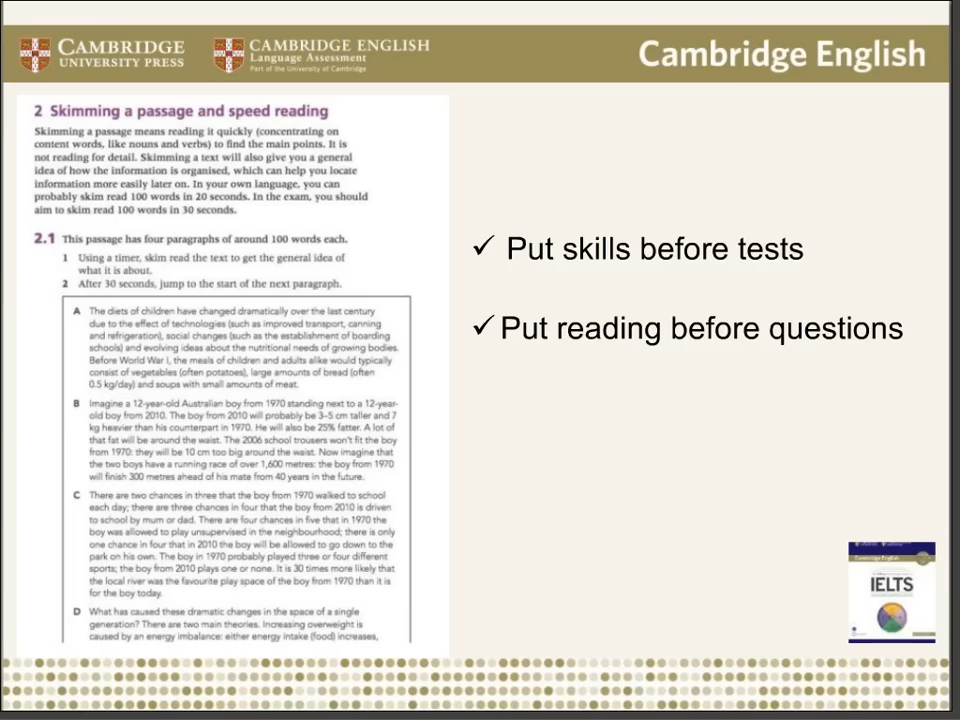 CAMBRIDGE
UNIVERSITY PRESS
CAMBRIDGE ENGLISH
Language Assessment
Part of the University of Cambridge
Cambridge English
2 Skimming a passage and speed reading
Skimming a passage means reading it quickly (concentrating on
content words, like nouns and verbs) to find the main points. It is
not reading for detail. Skimming a text will also give you a general
idea of how the information is organised, which can help you locate
information more easily later on. In your own language, you can
probably skim read 100 words in 20 seconds. In the exam, you should
aim to skim read 100 words in 30 seconds.
2.1 This passage has four paragraphs of around 100 words each.
1 Using a timer, skim read the text to get the general idea of
what it is about.
2 After 30 seconds, jump to the start of the next paragraph.
A The diets of children have changed dramatically over the last century
due to the effect of technologies (such as improved transport, canning
and refrigeration), social changes (such as the establishment of boarding
schools) and evolving ideas about the nutritional needs of growing bodies.
Before World War I, the meals of children and adults alike would typically
consist of vegetables (often potatoes), large amounts of bread (often
0.5 kg/day) and soups with small amounts of meat.
B Imagine a 12-year-old Australian boy from 1970 standing next to a 12-year-
old boy from 2010. The boy from 2010 will probably be 3–5 cm taller and 7
kg heavier than his counterpart in 1970. He will also be 25% fatter. A lot of
that fat will be around the waist. The 2006 school trousers won't fit the boy
from 1970: they will be 10 cm too big around the waist. Now imagine that
the two boys have a running race of over 1,600 metres: the boy from 1970
will finish 300 metres ahead of his mate from 40 years in the future.
C There are two chances in three that the boy from 1970 walked to school
each day; there are three chances in four that the boy from 2010 is driven
to school by mum or dad. There are four chances in five that in 1970 the
boy was allowed to play unsupervised in the neighbourhood; there is only
one chance in four that in 2010 the boy will be allowed to go down to the
park on his own. The boy in 1970 probably played three or four different
sports; the boy from 2010 plays one or none. It is 30 times more likely that
the local river was the favourite play space of the boy from 1970 than it is
for the boy today.
D What has caused these dramatic changes in the space of a single
generation? There are two main theories. Increasing overweight is
caused by an energy imbalance: either energy intake (food) increases,
✓ Put skills before tests
✓ Put reading before questions
Cambridge English
IELTS